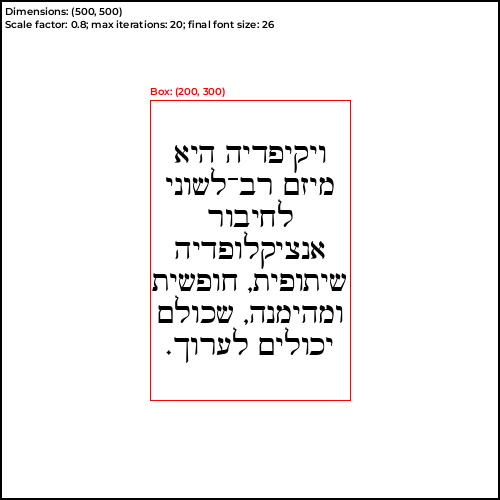 Dimensions: (500, 500)
Scale factor: 0.8; max iterations: 20; final font size: 26
Box: (200, 300)
ויקיפדיה היא
מיזם רב־לשוני
לחיבור
אנציקלופדיה
שיתופית, חופשית
ומהימנה, שכולם
יכולים לערוך.